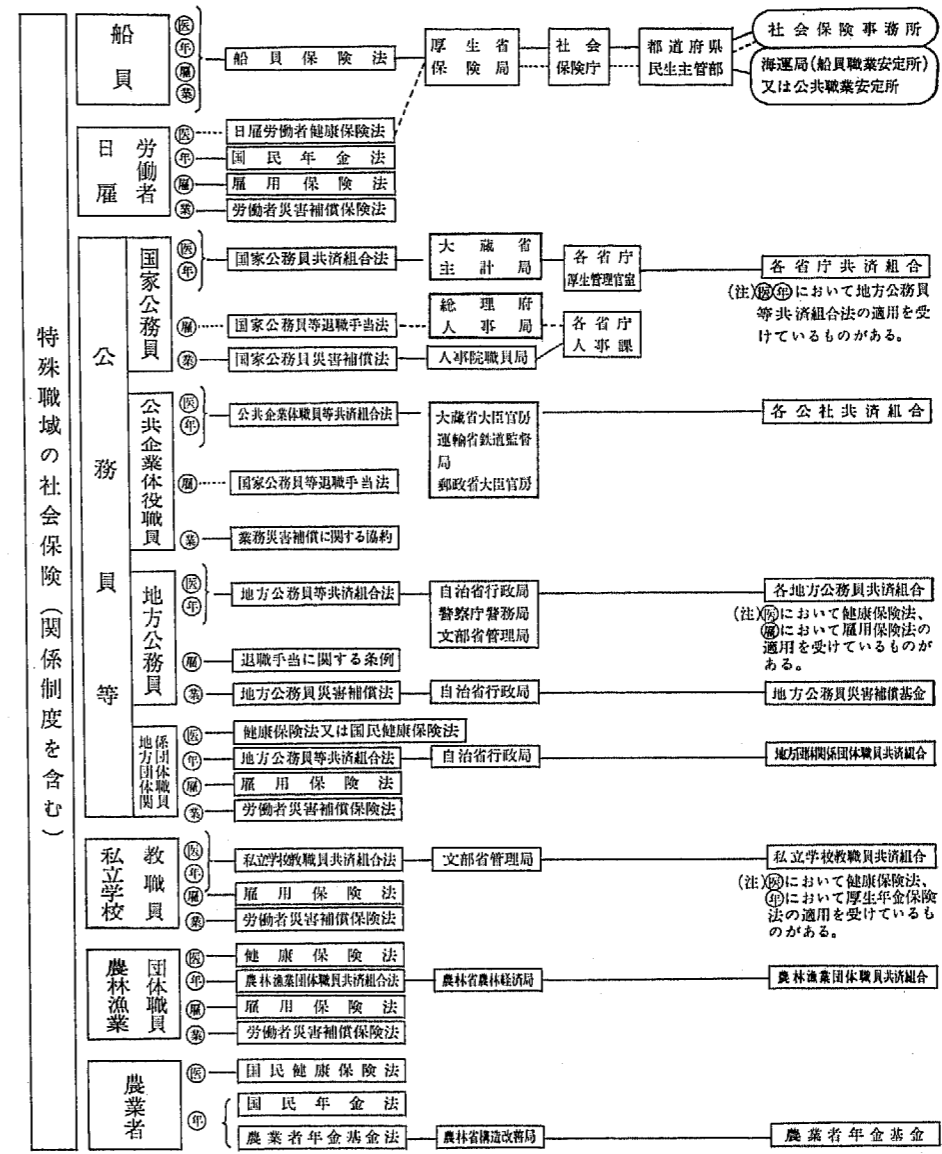 特殊職域の社会保険（関係制度を含む）
船員
医
年
雇
業
船員保険法
厚生省
保険局
社会
保険庁
都道府県
民生主管部
社会保険事務所
海運局(船員職業安定所)
又は公共職業安定所
日雇
労働者
医
日雇労働者健康保険法
年
国民年金法
雇
雇用保険法
業
労働者災害補償保険法
公務員等
国家公務員
医
年
国家公務員共済組合法
大蔵省
主計局
各省庁
厚生管理官室
各省庁共済組合
(注)医年において地方公務員
等共済組合法の適用を受
けているものがある。
雇
国家公務員等退職手当法
総理府
人事局
各省庁
人事課
業
国家公務員災害補償法
人事院職員局
公共企業体役職員
医
年
公共企業体職員等共済組合法
大蔵省大臣官房
運輸省鉄道監督
局
郵政省大臣官房
各公社共済組合
雇
国家公務員等退職手当法
業
業務災害補償に関する協約
地方公務員
医
年
地方公務員等共済組合法
自治省行政局
警察庁警務局
文部省管理局
各地方公務員共済組合
(注)医において健康保険法、
雇において雇用保険法の
適用を受けているものが
ある。
雇
退職手当に関する条例
業
地方公務員災害補償法
自治省行政局
地方公務員災害補償基金
地方団体関
係団体職員
医
健康保険法又は国民健康保険法
年
地方公務員等共済組合法
自治省行政局
地方団体関係団体職員共済組合
雇
雇用保険法
業
労働者災害補償保険法
私立学校
教職員
医
年
私立学校教職員共済組合法
文部省管理局
私立学校教職員共済組合
(注)医において健康保険法、
年において厚生年金保険
法の適用を受けているも
のがある。
雇
雇用保険法
業
労働者災害補償保険法
農林漁業
団体職員
医
健康保険法
年
農林漁業団体職員共済組合法
農林省農林経済局
農林漁業団体職員共済組合
雇
雇用保険法
業
労働者災害補償保険法
農業者
医
国民健康保険法
年
国民年金法
農業者年金基金法
農林省構造改善局
農業者年金基金